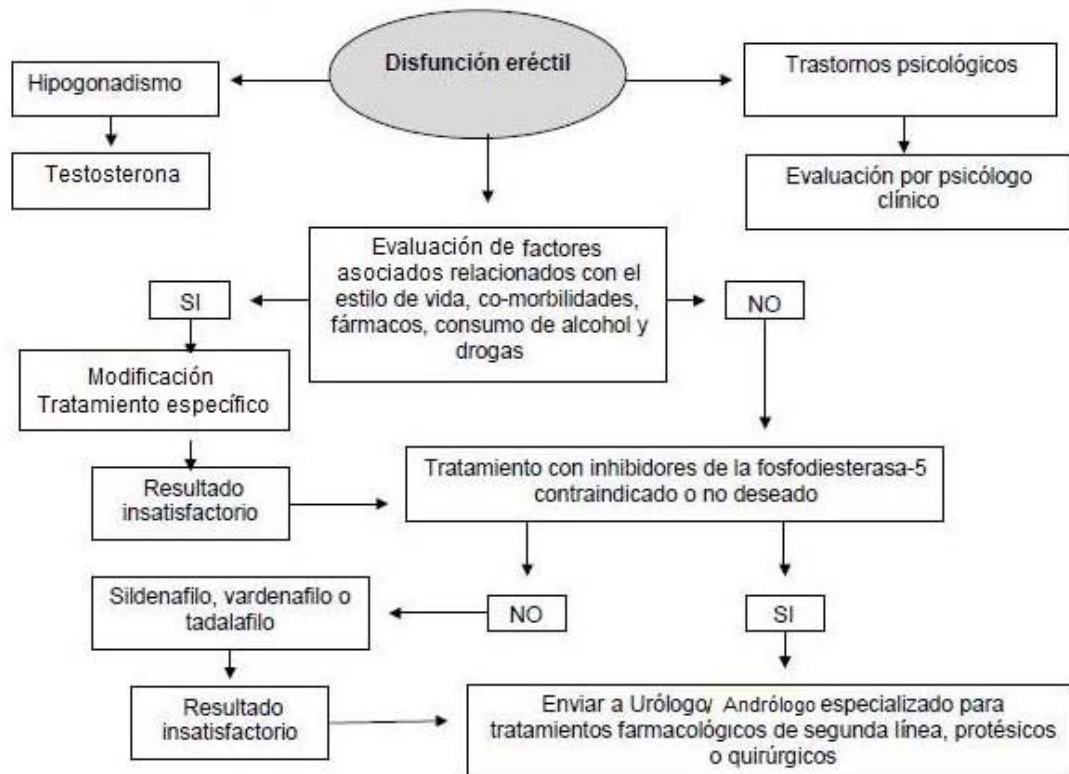 Disfunción eréctil
Hipogonadismo
Trastornos psicológicos
Testosterona
Evaluación por psicólogo
clínico
Evaluación de factores
asociados relacionados con el
estilo de vida, co-morbilidades,
fármacos, consumo de alcohol y
drogas
SI
NO
Modificación
Tratamiento específico
Resultado
insatisfactorio
Tratamiento con inhibidores de la fosfodiesterasa-5
contraindicado o no deseado
Sildenafilo, vardenafilo o
tadalafilo
NO
SI
Resultado
insatisfactorio
Enviar a Urólogo/ Andrólogo especializado para
tratamientos farmacológicos de segunda línea, protésicos
o quirúrgicos